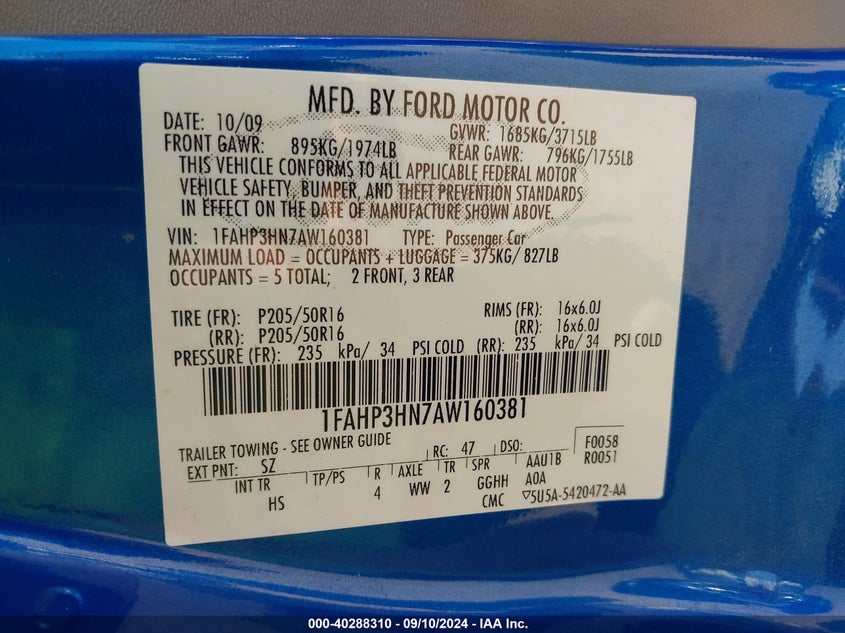 MFD. BY FORD MOTOR CO.
DATE: 10/09 GVWR: 1685KG/3715LB
FRONT GAWR: 895KG/1974LB REAR GAWR: 796KG/1755LB
THIS VEHICLE CONFORMS TO ALL APPLICABLE FEDERAL MOTOR
VEHICLE SAFETY, BUMPER, AND THEFT PREVENTION STANDARDS
IN EFFECT ON THE DATE OF MANUFACTURE SHOWN ABOVE.
VIN: 1FAHP3HN7AW160381 TYPE: Passenger Car
MAXIMUM LOAD = OCCUPANTS + LUGGAGE = 375KG/ 827LB
OCCUPANTS = 5 TOTAL; 2 FRONT, 3 REAR
TIRE (FR): P205/50R16 RIMS (FR): 16x6.0J
(RR): P205/50R16 (RR): 16x6.0J
PRESSURE (FR): 235 kPa/ 34 PSI COLD (RR): 235 kPa/ 34 PSI COLD
1FAHP3HN7AW160381
TRAILER TOWING - SEE OWNER GUIDE
EXT PNT: SZ RC: 47 DSO: F0058
R0051
INT TR TP/PS R AXLE TR SPR AAU1B
HS 4 WW 2 GGHH A0A
CMC ▽5U5A-5420472-AA
000-40288310 - 09/10/2024 - IAA Inc.